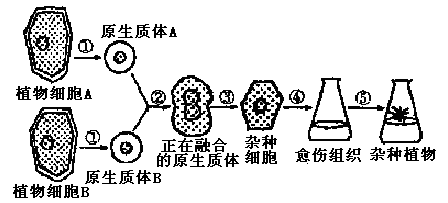 原生质体A
①
植物细胞A
②
③
④
⑤
①
植物细胞B
原生质体B
正在融合
的原生质体
杂种
细胞
愈伤组织
杂种植物